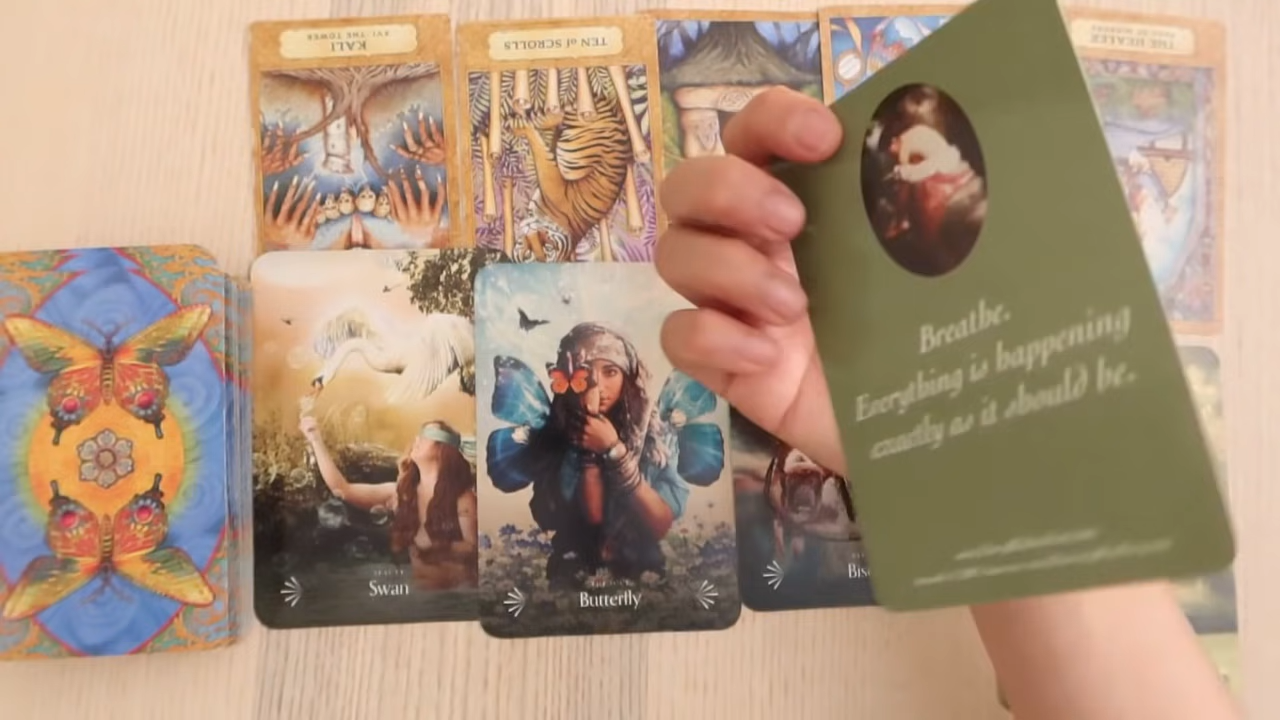 KALI
XVI. THE TOWER
TEN of SCROLLS
THE HEALER
Breathe.
Everything is happening
exactly as it should be.
Swan
Butterfly